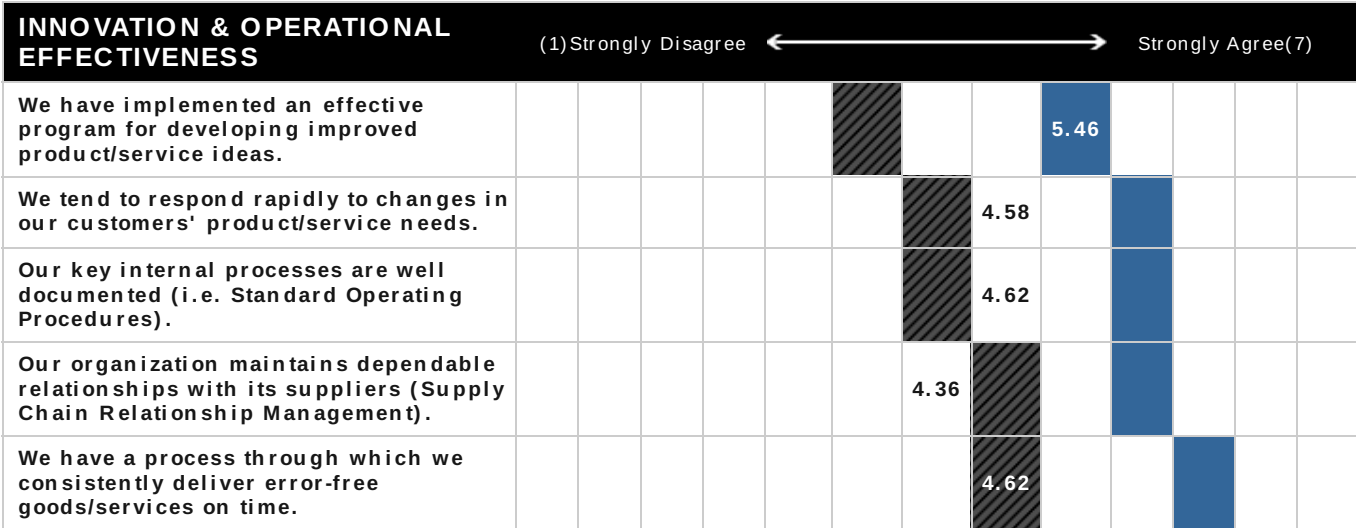 INNOVATION & OPERATIONAL
EFFECTIVENESS
(1)Strongly Disagree
Strongly Agree(7)
We have implemented an effective
program for developing improved
product/service ideas.
5.46
We tend to respond rapidly to changes in
our customers' product/service needs.
4.58
Our key internal processes are well
documented (i.e. Standard Operating
Procedures).
4.62
Our organization maintains dependable
relationships with its suppliers (Supply
Chain Relationship Management).
4.36
We have a process through which we
consistently deliver error-free
goods/services on time.
4.62